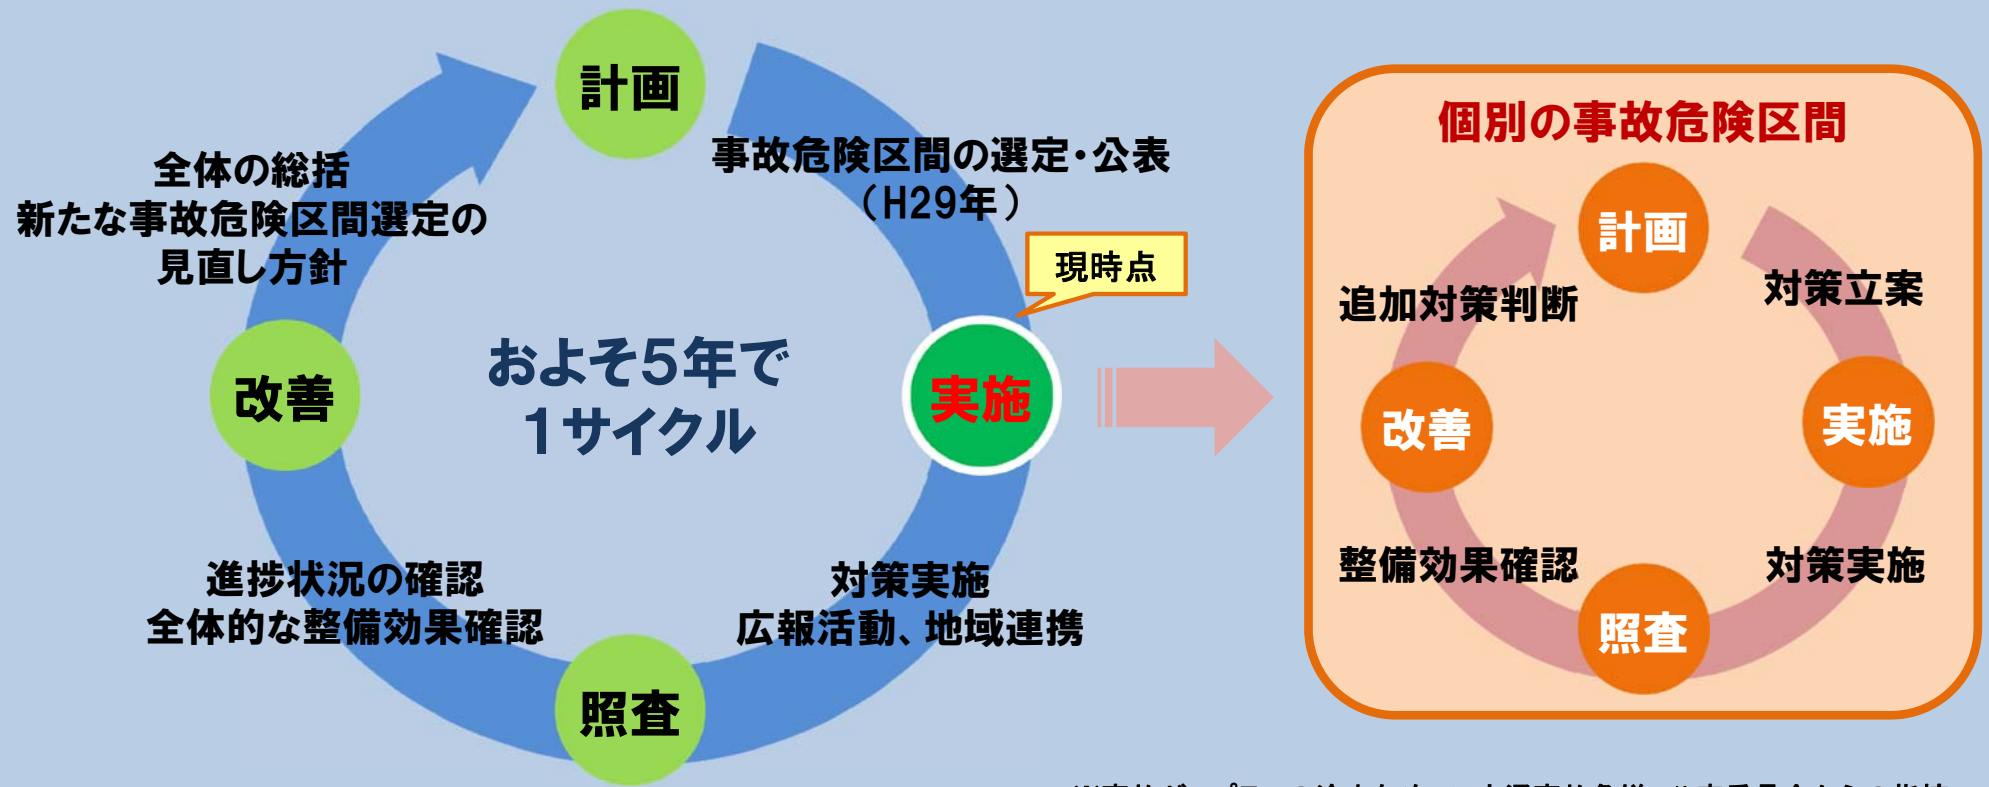 計画
事故危険区間の選定・公表
（H29年）
現時点
実施
対策実施
広報活動、地域連携
照査
進捗状況の確認
全体的な整備効果確認
改善
全体の総括
新たな事故危険区間選定の
見直し方針
およそ5年で
1サイクル
個別の事故危険区間
計画
対策立案
実施
対策実施
照査
整備効果確認
改善
追加対策判断